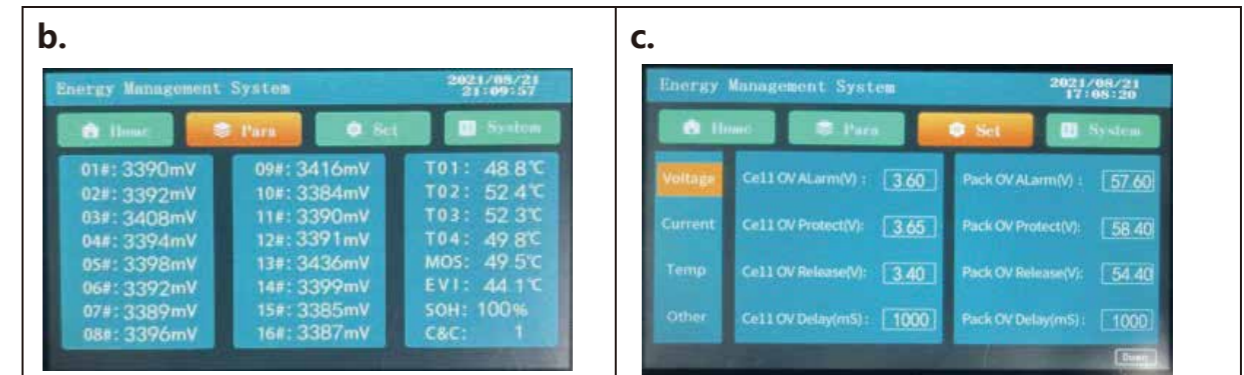 b.
Energy Management System
2021/08/21
21:09:57
Home Para Set System
01#: 3390mV 09#: 3416mV T01: 48.8℃
02#: 3392mV 10#: 3384mV T02: 52.4℃
03#: 3408mV 11#: 3390mV T03: 52.3℃
04#: 3394mV 12#: 3391mV T04: 49.8℃
05#: 3398mV 13#: 3436mV MOS: 49.5℃
06#: 3392mV 14#: 3399mV EVI: 44.1℃
07#: 3389mV 15#: 3385mV SOH: 100%
08#: 3396mV 16#: 3387mV C&C: 1
c.
Energy Management System
2021/08/21
17:08:20
Home Para Set System
Voltage Cell OV ALarm(V) : 3.60 Pack OV ALarm(V) : 57.60
Current Cell OV Protect(V): 3.65 Pack OV Protect(V): 58.40
Temp Cell OV Release(V): 3.40 Pack OV Release(V): 54.40
Other Cell OV Delay(mS) : 1000 Pack OV Delay(mS) : 1000
Down